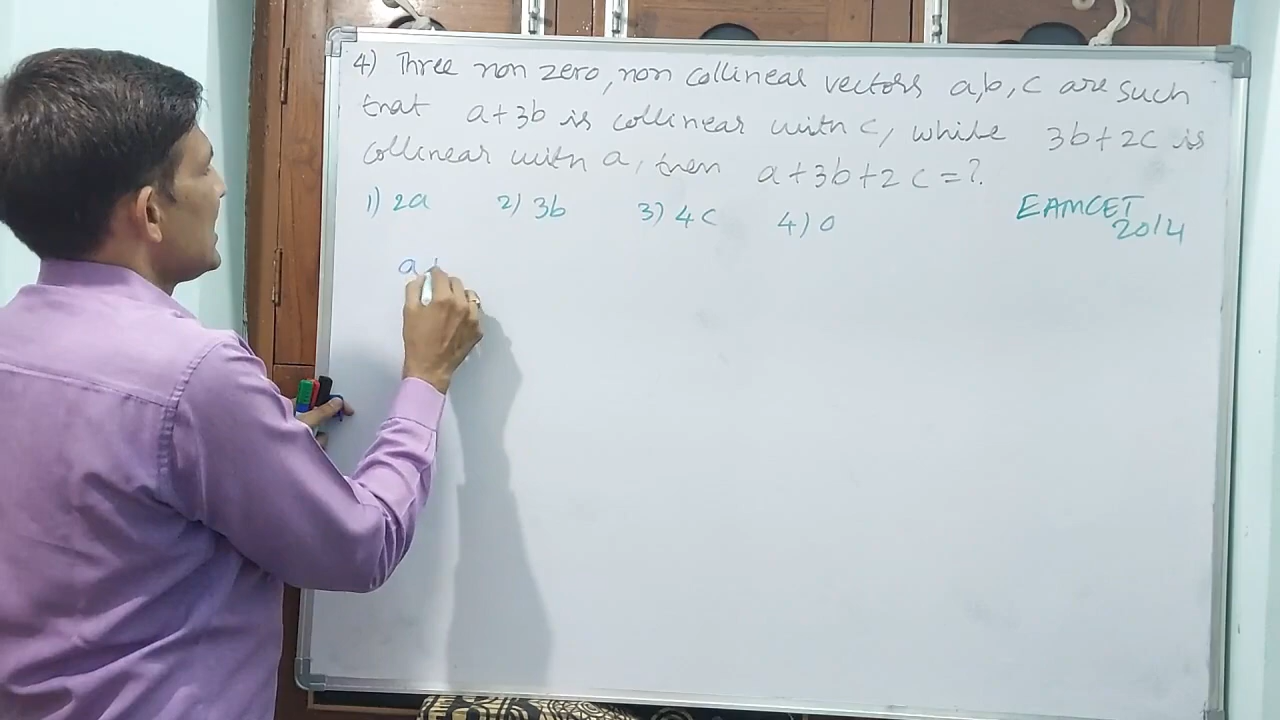 4) Three non zero, non collinear vectors a, b, c are such
that a+3b is collinear with c, while 3b+2c is
collinear with a, then a+3b+2c=?
1) 2a 2) 3b 3) 4c 4) 0 EAMCET
2014
a +